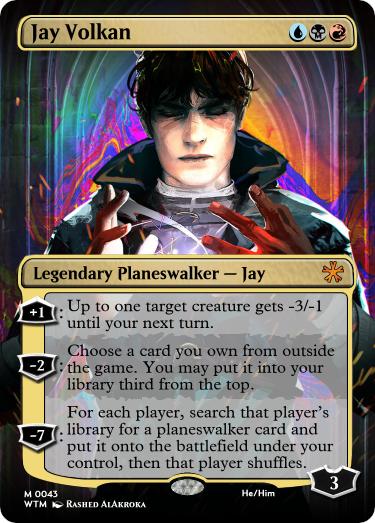 Jay Volkan
Legendary Planeswalker — Jay
+1: Up to one target creature gets -3/-1
until your next turn.
-2: Choose a card you own from outside
the game. You may put it into your
library third from the top.
-7: For each player, search that player's
library for a planeswalker card and
put it onto the battlefield under your
control, then that player shuffles.
3
M 0043
He/Him
WTM RASHED ALAKROKA